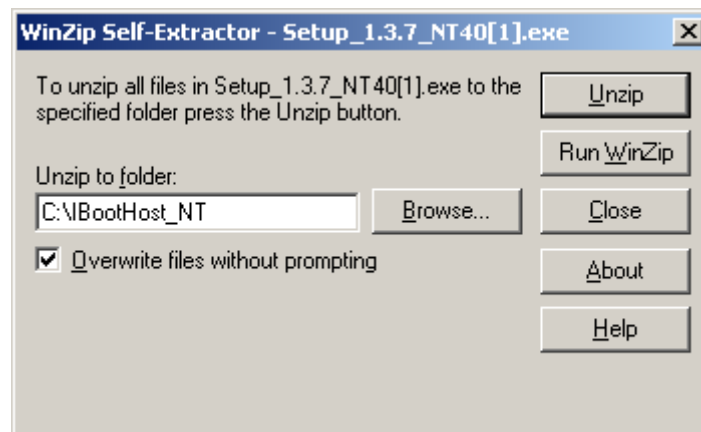 WinZip Self-Extractor - Setup_1.3.7_NT40[1].exe
To unzip all files in Setup_1.3.7_NT40[1].exe to the
specified folder press the Unzip button.
Unzip
Run WinZip
Unzip to folder:
C:\IBootHost_NT
Browse...
Close
Overwrite files without prompting
About
Help